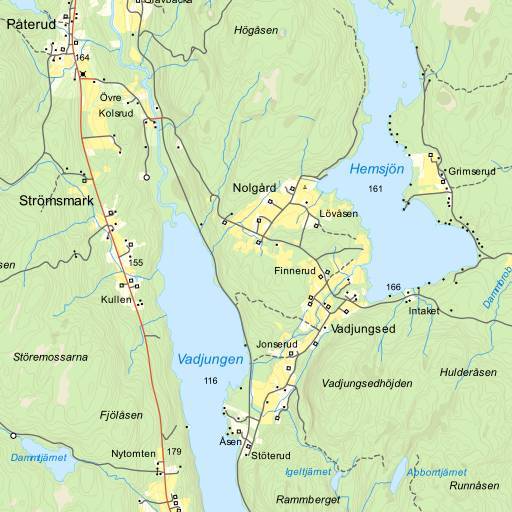 Högåsen
Påterud
164
Övre
Kolsrud
Hemsjön
161
Grimserud
Nolgård
Strömsmark
Lövåsen
155
Finnerud
166
Kullen
Intaket
Vadjungsed
Jonserud
Störemossarna
Vadjungen
116
Hulderåsen
Vadjungsedhöjden
Fjölåsen
Åsen
179
Nytomten
Stöterud
Dammtjärnet
Igeltjärnet
Abborrtjärnet
Runnåsen
Rammberget